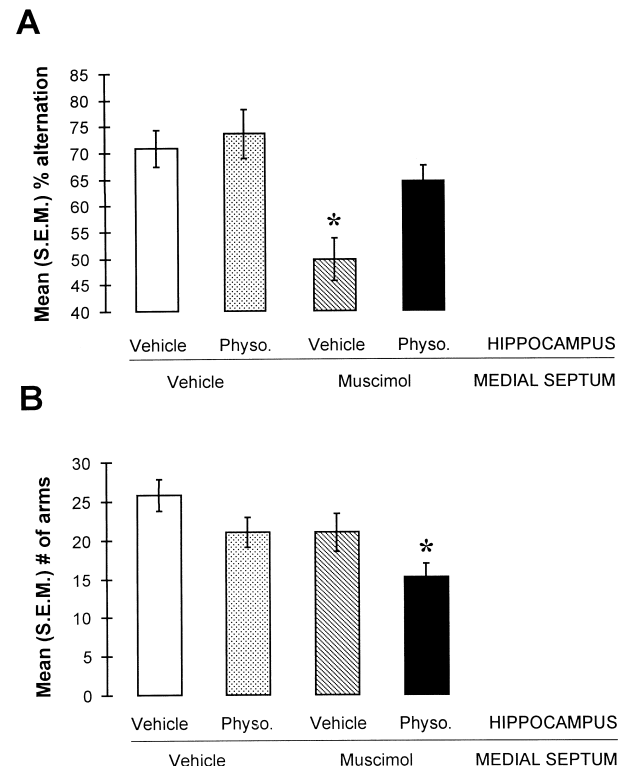 A
Mean (S.E.M.) % alternation
85
80
75
70
65
60
55
50
45
40
*
Vehicle Physo. Vehicle Physo. HIPPOCAMPUS
Vehicle Muscimol MEDIAL SEPTUM
B
Mean (S.E.M.) # of arms
30
25
20
15
10
5
0
*
Vehicle Physo. Vehicle Physo. HIPPOCAMPUS
Vehicle Muscimol MEDIAL SEPTUM